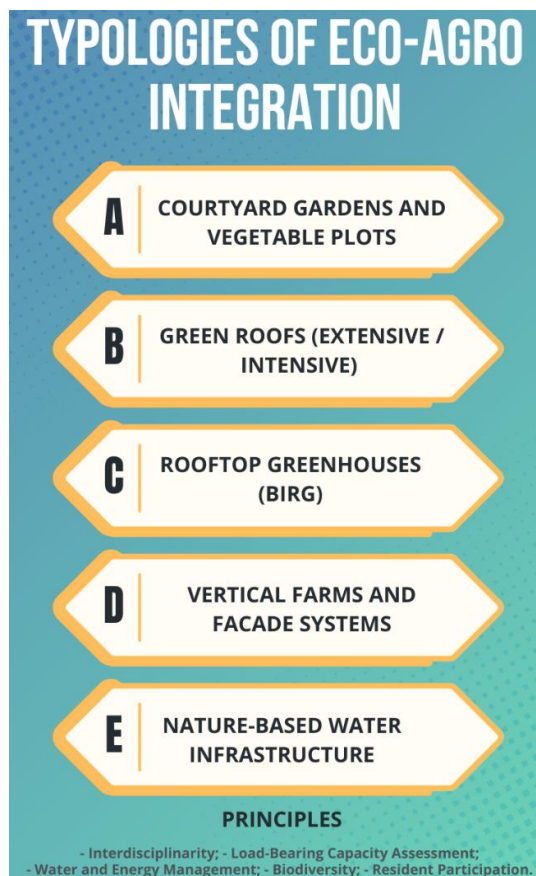 TYPOLOGIES OF ECO-AGRO
INTEGRATION
A
COURTYARD GARDENS AND
VEGETABLE PLOTS
B
GREEN ROOFS (EXTENSIVE /
INTENSIVE)
C
ROOFTOP GREENHOUSES
(BIRG)
D
VERTICAL FARMS AND
FACADE SYSTEMS
E
NATURE-BASED WATER
INFRASTRUCTURE
PRINCIPLES
- Interdisciplinarity; - Load-Bearing Capacity Assessment;
- Water and Energy Management; - Biodiversity; - Resident Participation.